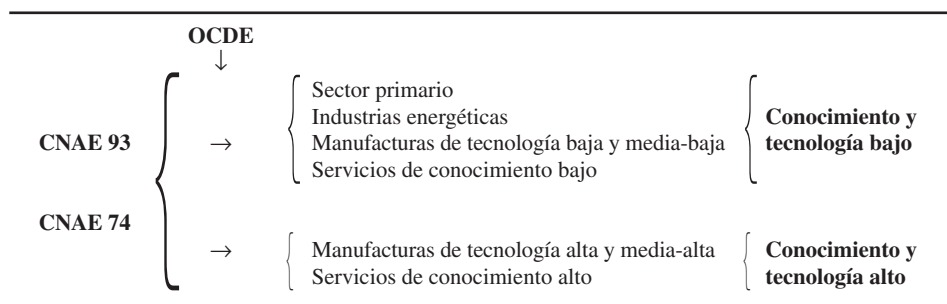 OCDE
↓
Sector primario
Industrias energéticas
Manufacturas de tecnología baja y media-baja
Servicios de conocimiento bajo
CNAE 93
→
Conocimiento y
tecnología bajo
CNAE 74
→
Manufacturas de tecnología alta y media-alta
Servicios de conocimiento alto
Conocimiento y
tecnología alto